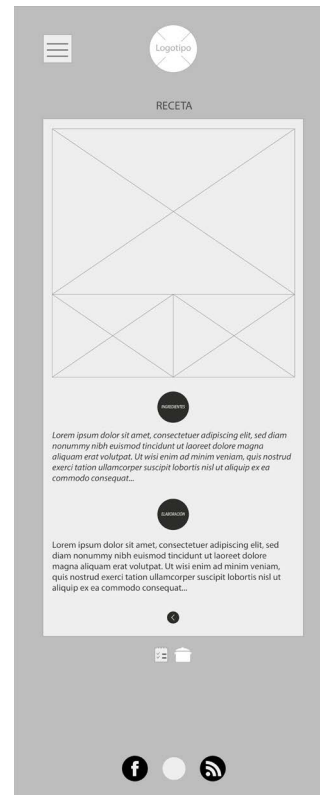 Logotipo
RECETA
INGREDIENTES
Lorem ipsum dolor sit amet, consectetuer adipiscing elit, sed diam
nonummy nibh euismod tincidunt ut laoreet dolore magna
aliquam erat volutpat. Ut wisi enim ad minim veniam, quis nostrud
exerci tation ullamcorper suscipit lobortis nisl ut aliquip ex ea
commodo consequat...
ELABORACIÓN
Lorem ipsum dolor sit amet, consectetuer adipiscing elit, sed
diam nonummy nibh euismod tincidunt ut laoreet dolore
magna aliquam erat volutpat. Ut wisi enim ad minim veniam,
quis nostrud exerci tation ullamcorper suscipit lobortis nisl ut
aliquip ex ea commodo consequat...